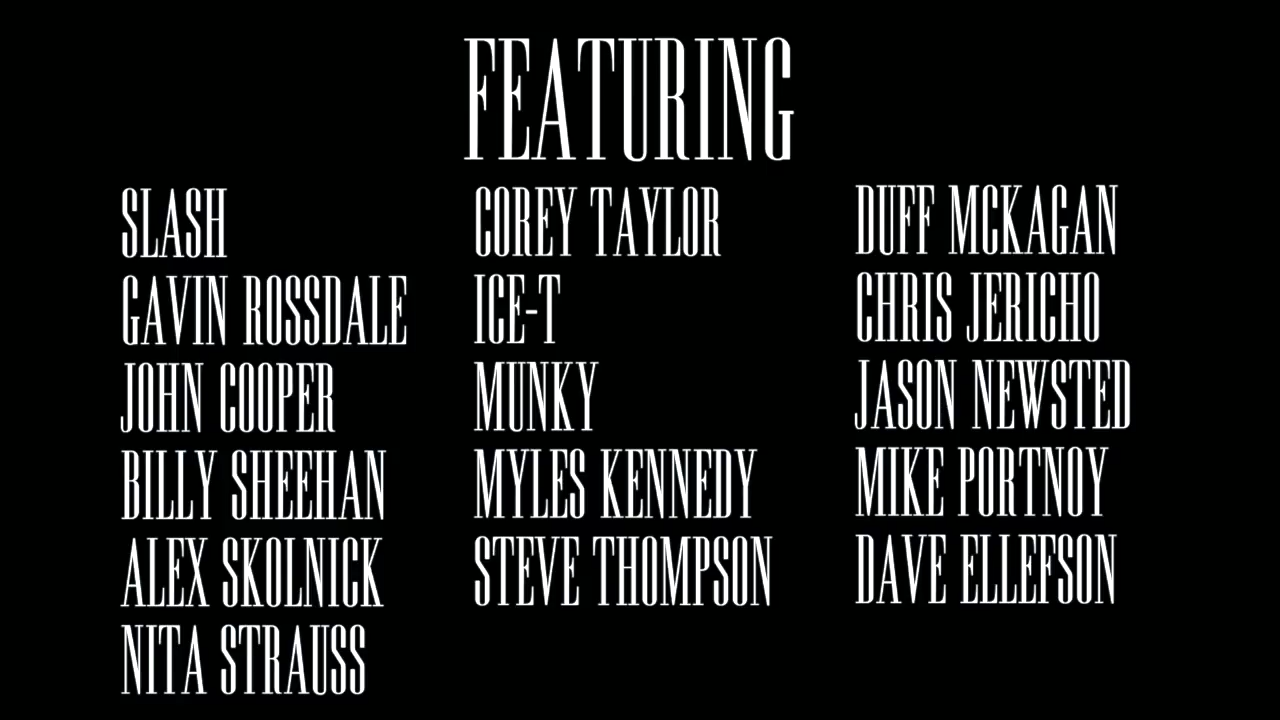 FEATURING
SLASH
GAVIN ROSSDALE
JOHN COOPER
BILLY SHEEHAN
ALEX SKOLNICK
NITA STRAUSS
COREY TAYLOR
ICE-T
MUNKY
MYLES KENNEDY
STEVE THOMPSON
DUFF MCKAGAN
CHRIS JERICHO
JASON NEWSTED
MIKE PORTNOY
DAVE ELLEFSON